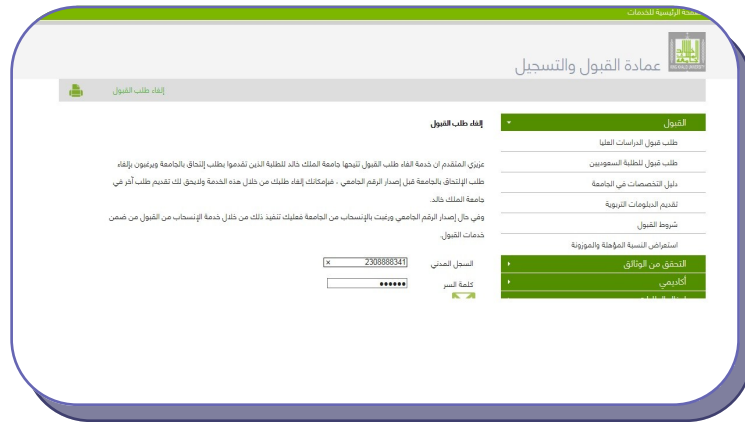 الصفحة الرئيسية للخدمات
عمادة القبول والتسجيل
إلغاء طلب القبول
القبول
طلب قبول الدراسات العليا
طلب قبول للطلبة السعوديين
دليل التخصصات في الجامعة
تقديم الدبلومات التربوية
شروط القبول
استعراض النسبة المؤهلة والموزونة
التحقق من الوثائق
أكاديمي
إلغاء طلب القبول
عزيزي المتقدم ان خدمة الغاء طلب القبول تتيحها جامعة الملك خالد للطلبة الذين تقدموا بطلب إلتحاق بالجامعة ويرغبون بإلغاء
طلب الإلتحاق بالجامعة قبل إصدار الرقم الجامعي ، فبإمكانك إلغاء طلبك من خلال هذه الخدمة ولايحق لك تقديم طلب آخر في
جامعة الملك خالد.
وفي حال إصدار الرقم الجامعي ورغبت بالإنسحاب من الجامعة فعليك تنفيذ ذلك من خلال خدمة الإنسحاب من القبول من ضمن
خدمات القبول.
السجل المدني 2308888341 ×
كلمة السر ••••••